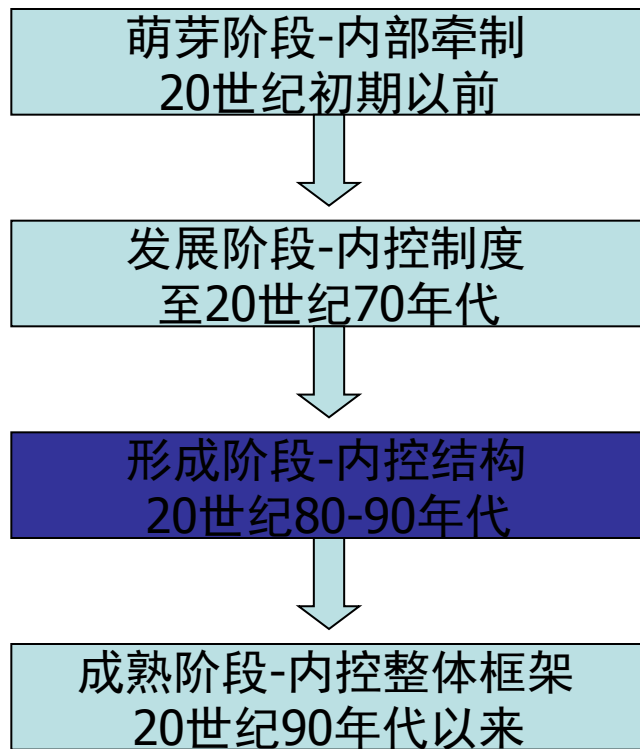 萌芽阶段-内部牵制
20世纪初期以前
发展阶段-内控制度
至20世纪70年代
形成阶段-内控结构
20世纪80-90年代
成熟阶段-内控整体框架
20世纪90年代以来